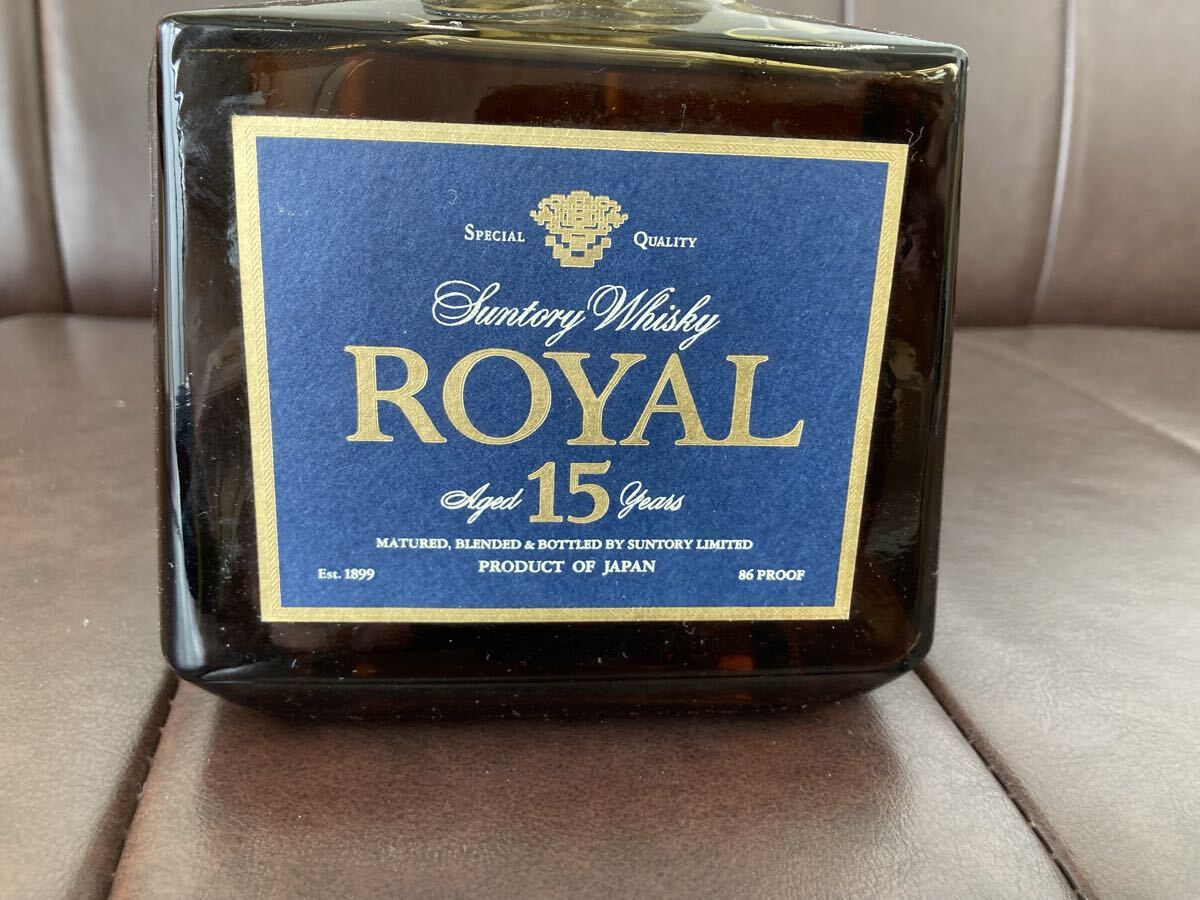 SPECIAL QUALITY
Suntory Whisky
ROYAL
Aged 15 Years
MATURED, BLENDED & BOTTLED BY SUNTORY LIMITED
PRODUCT OF JAPAN
Est. 1899 86 PROOF